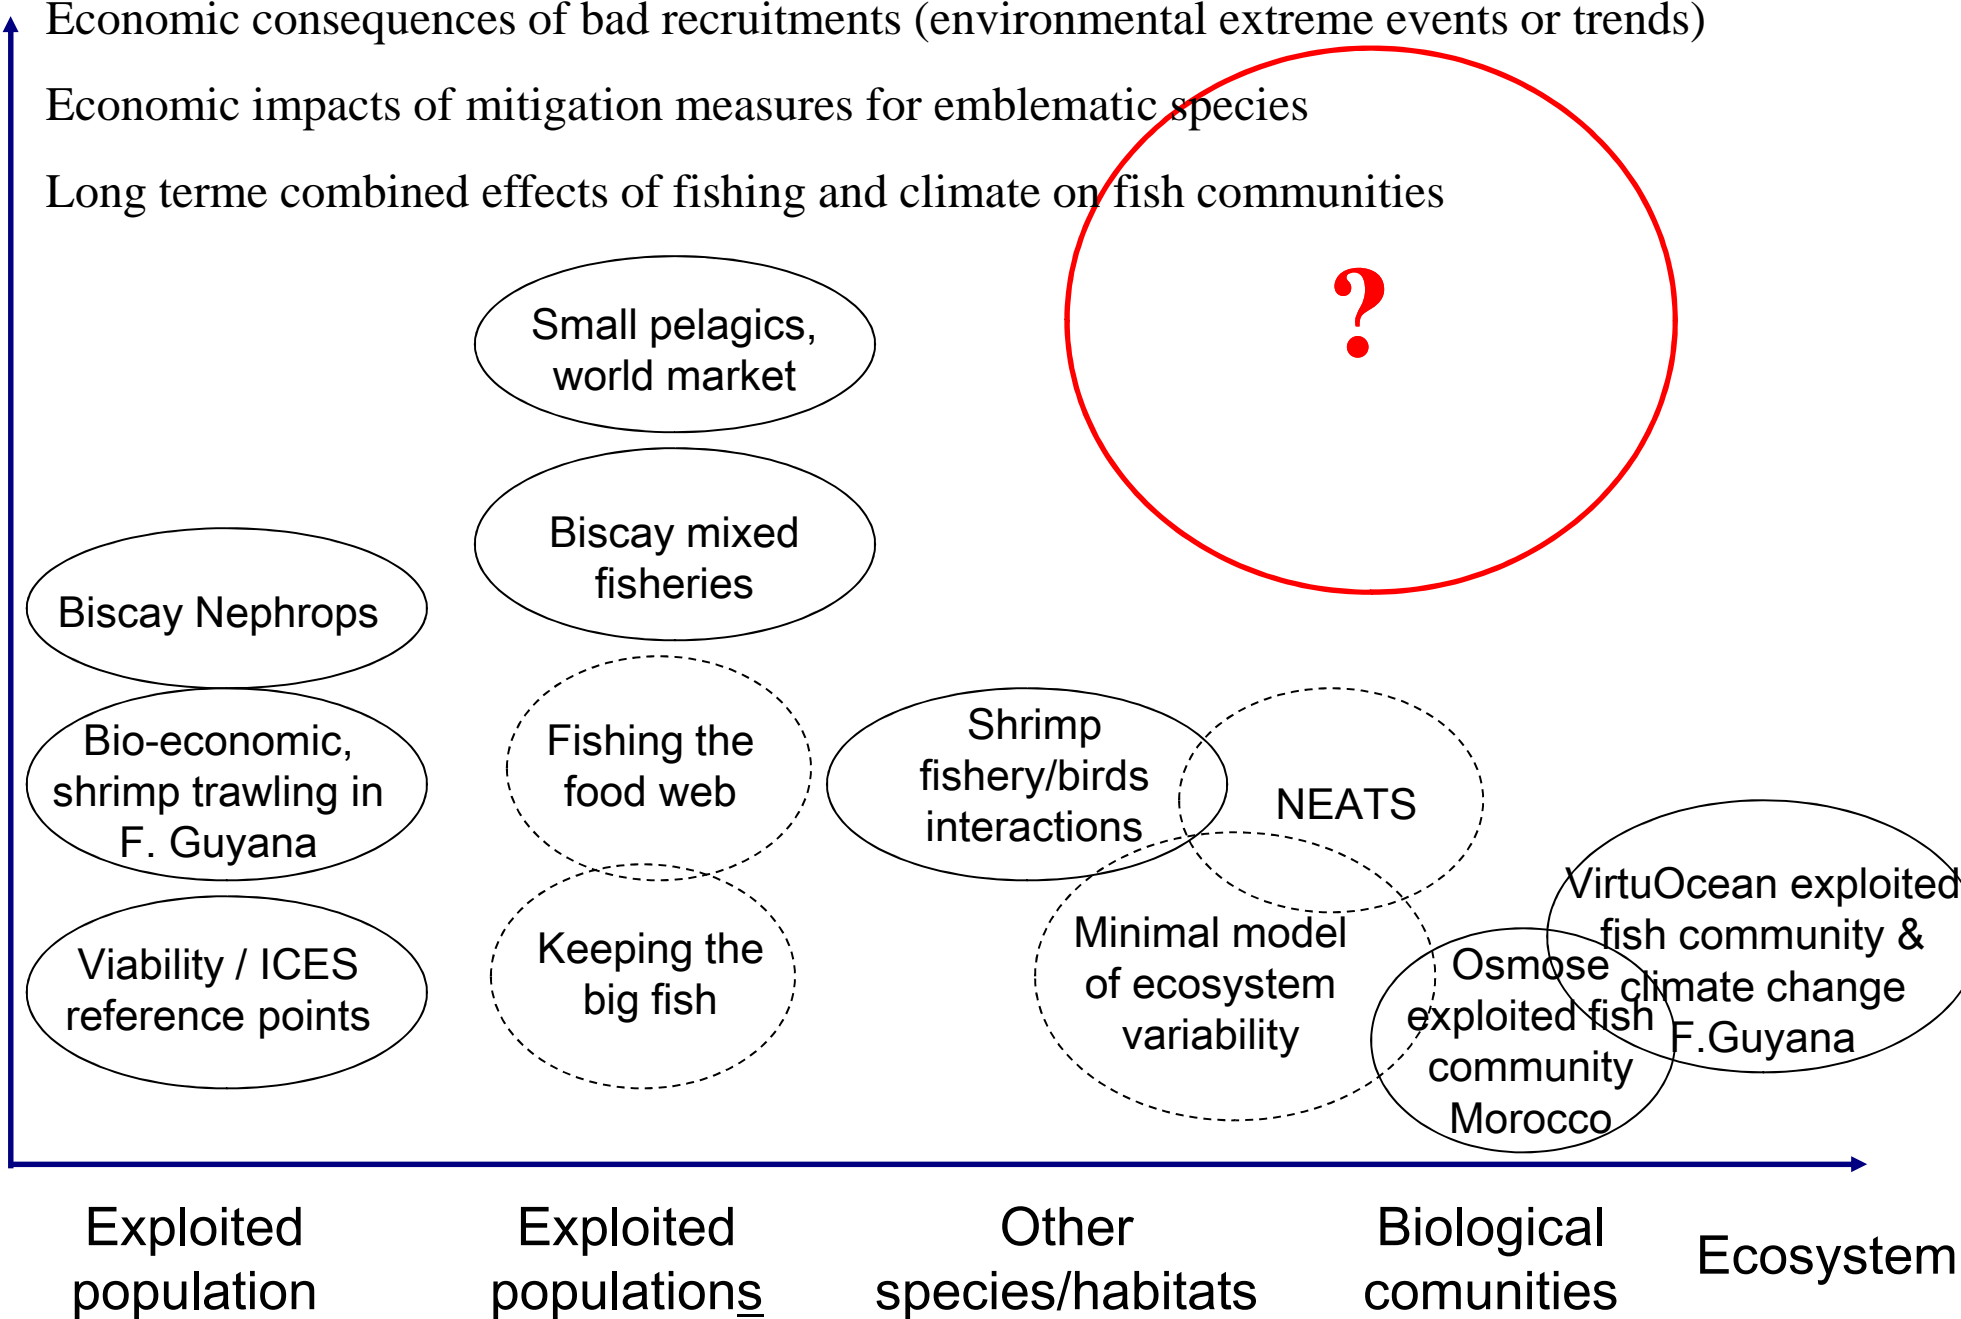 Economic consequences of bad recruitments (environmental extreme events or trends)
Economic impacts of mitigation measures for emblematic species
Long terme combined effects of fishing and climate on fish communities
?
Small pelagics,
world market
Biscay mixed
fisheries
Biscay Nephrops
Bio-economic,
shrimp trawling in
F. Guyana
Fishing the
food web
Shrimp
fishery/birds
interactions
NEATS
Viability / ICES
reference points
Keeping the
big fish
Minimal model
of ecosystem
variability
Osmose
exploited fish
community
Morocco
VirtuOcean exploited
fish community &
climate change
F.Guyana
Exploited
population
Exploited
populations
Other
species/habitats
Biological
comunities
Ecosystem